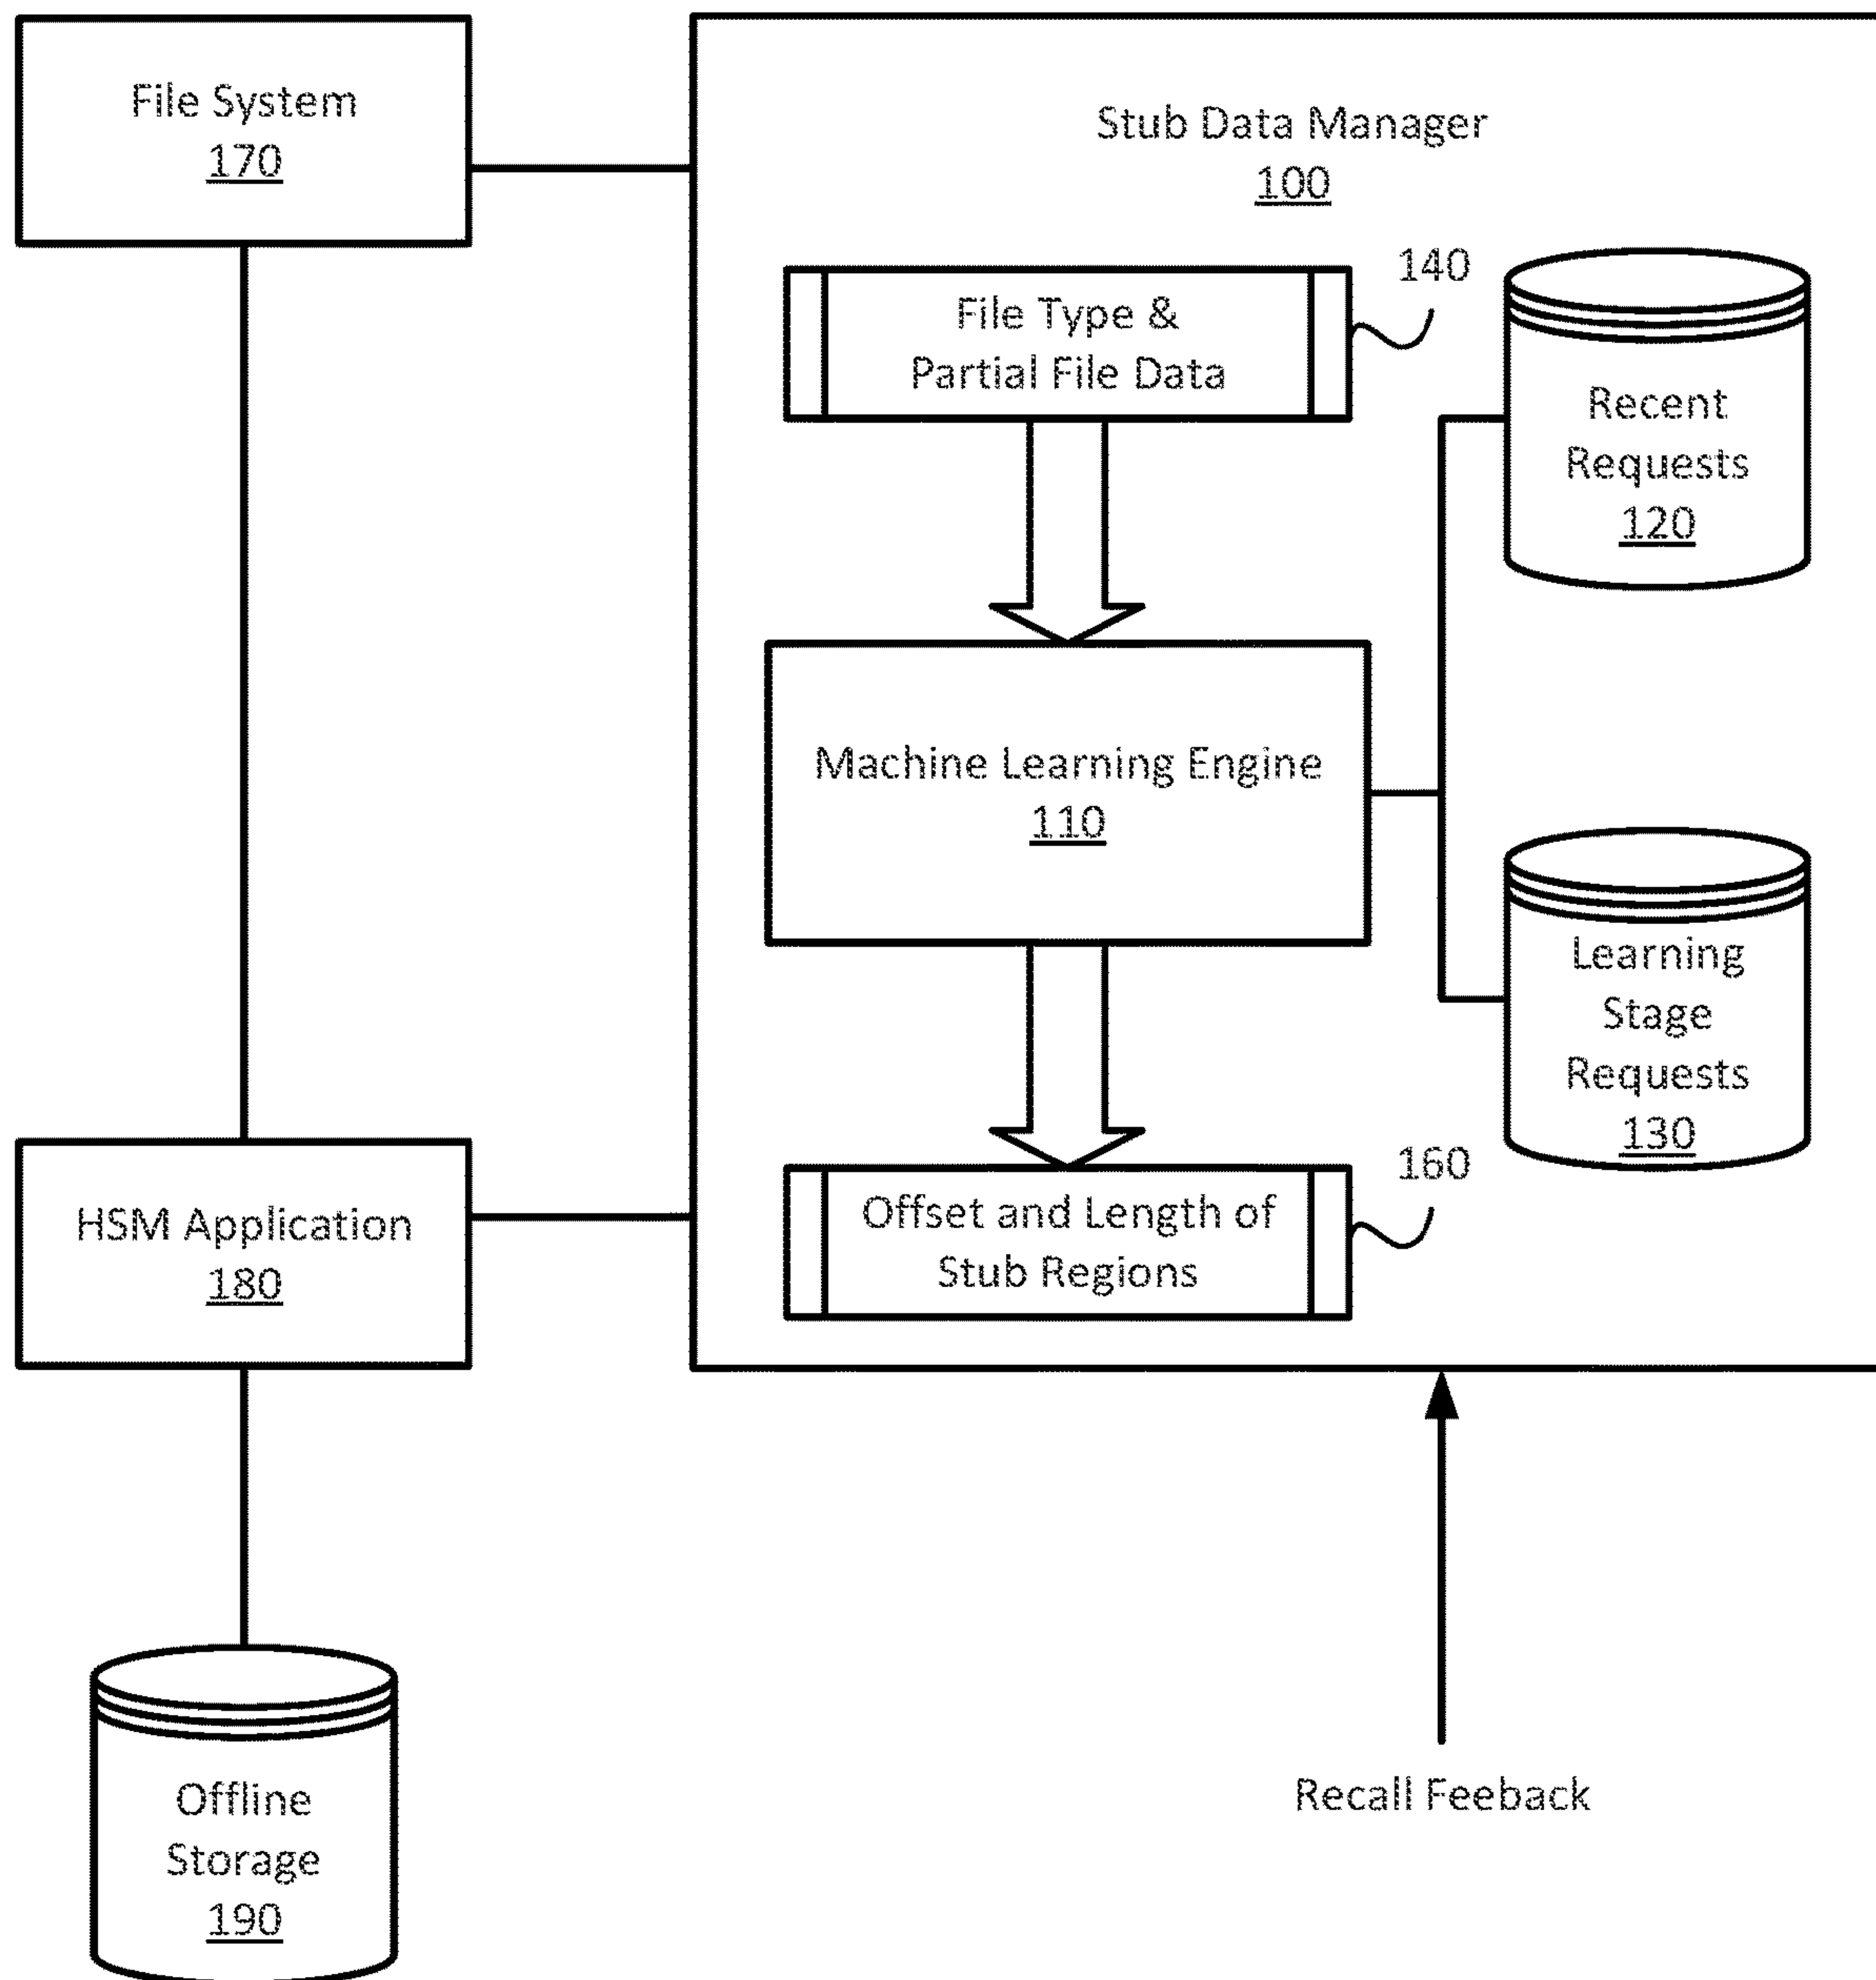 File System
170
Stub Data Manager
100
140
File Type &
Partial File Data
Recent
Requests
120
Machine Learning Engine
110
Learning
Stage
Requests
130
160
Offset and Length of
Stub Regions
HSM Application
180
Offline
Storage
190
Recall Feeback